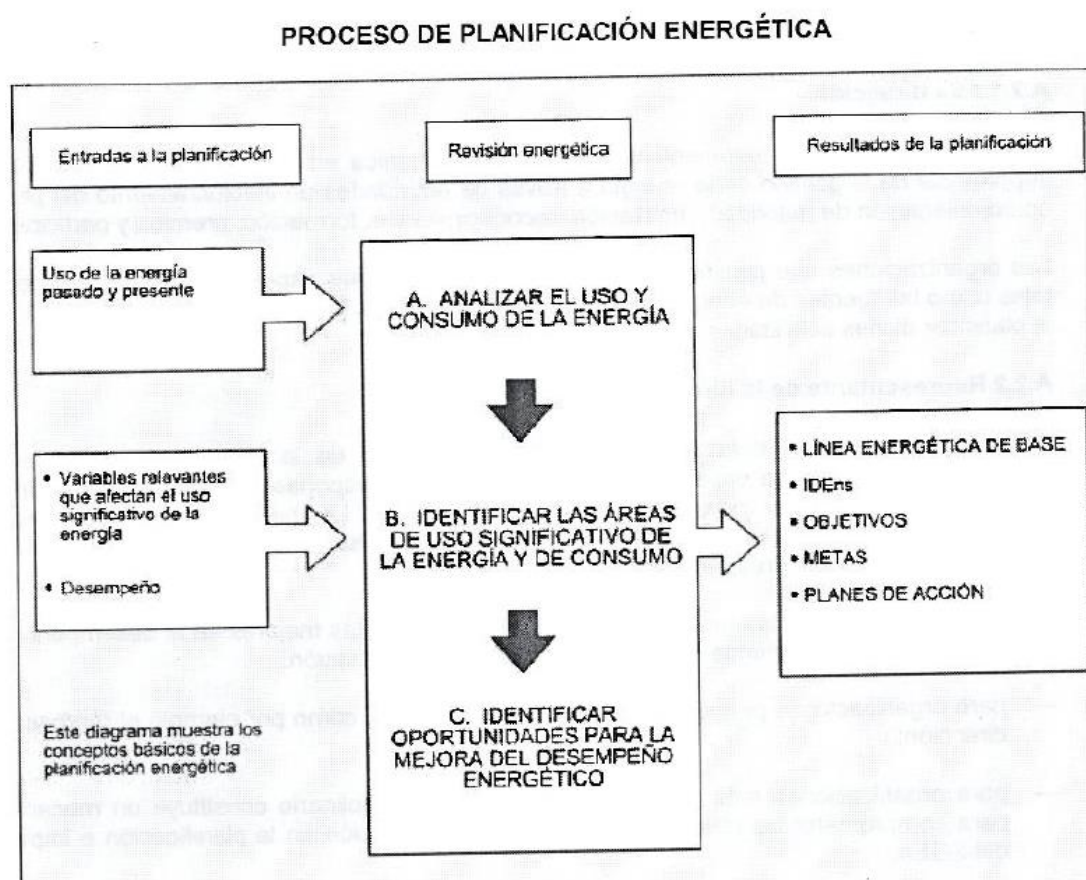 PROCESO DE PLANIFICACIÓN ENERGÉTICA
Entradas a la planificación
Revisión energética
Resultados de la planificación
Uso de la energía
pasado y presente
A. ANALIZAR EL USO Y
CONSUMO DE LA ENERGÍA
• Variables relevantes
que afectan el uso
significativo de la
energía
• Desempeño
B. IDENTIFICAR LAS ÁREAS
DE USO SIGNIFICATIVO DE
LA ENERGÍA Y DE CONSUMO
• LÍNEA ENERGÉTICA DE BASE
• IDEns
• OBJETIVOS
• METAS
• PLANES DE ACCIÓN
Este diagrama muestra los
conceptos básicos de la
planificación energética
C. IDENTIFICAR
OPORTUNIDADES PARA LA
MEJORA DEL DESEMPEÑO
ENERGÉTICO